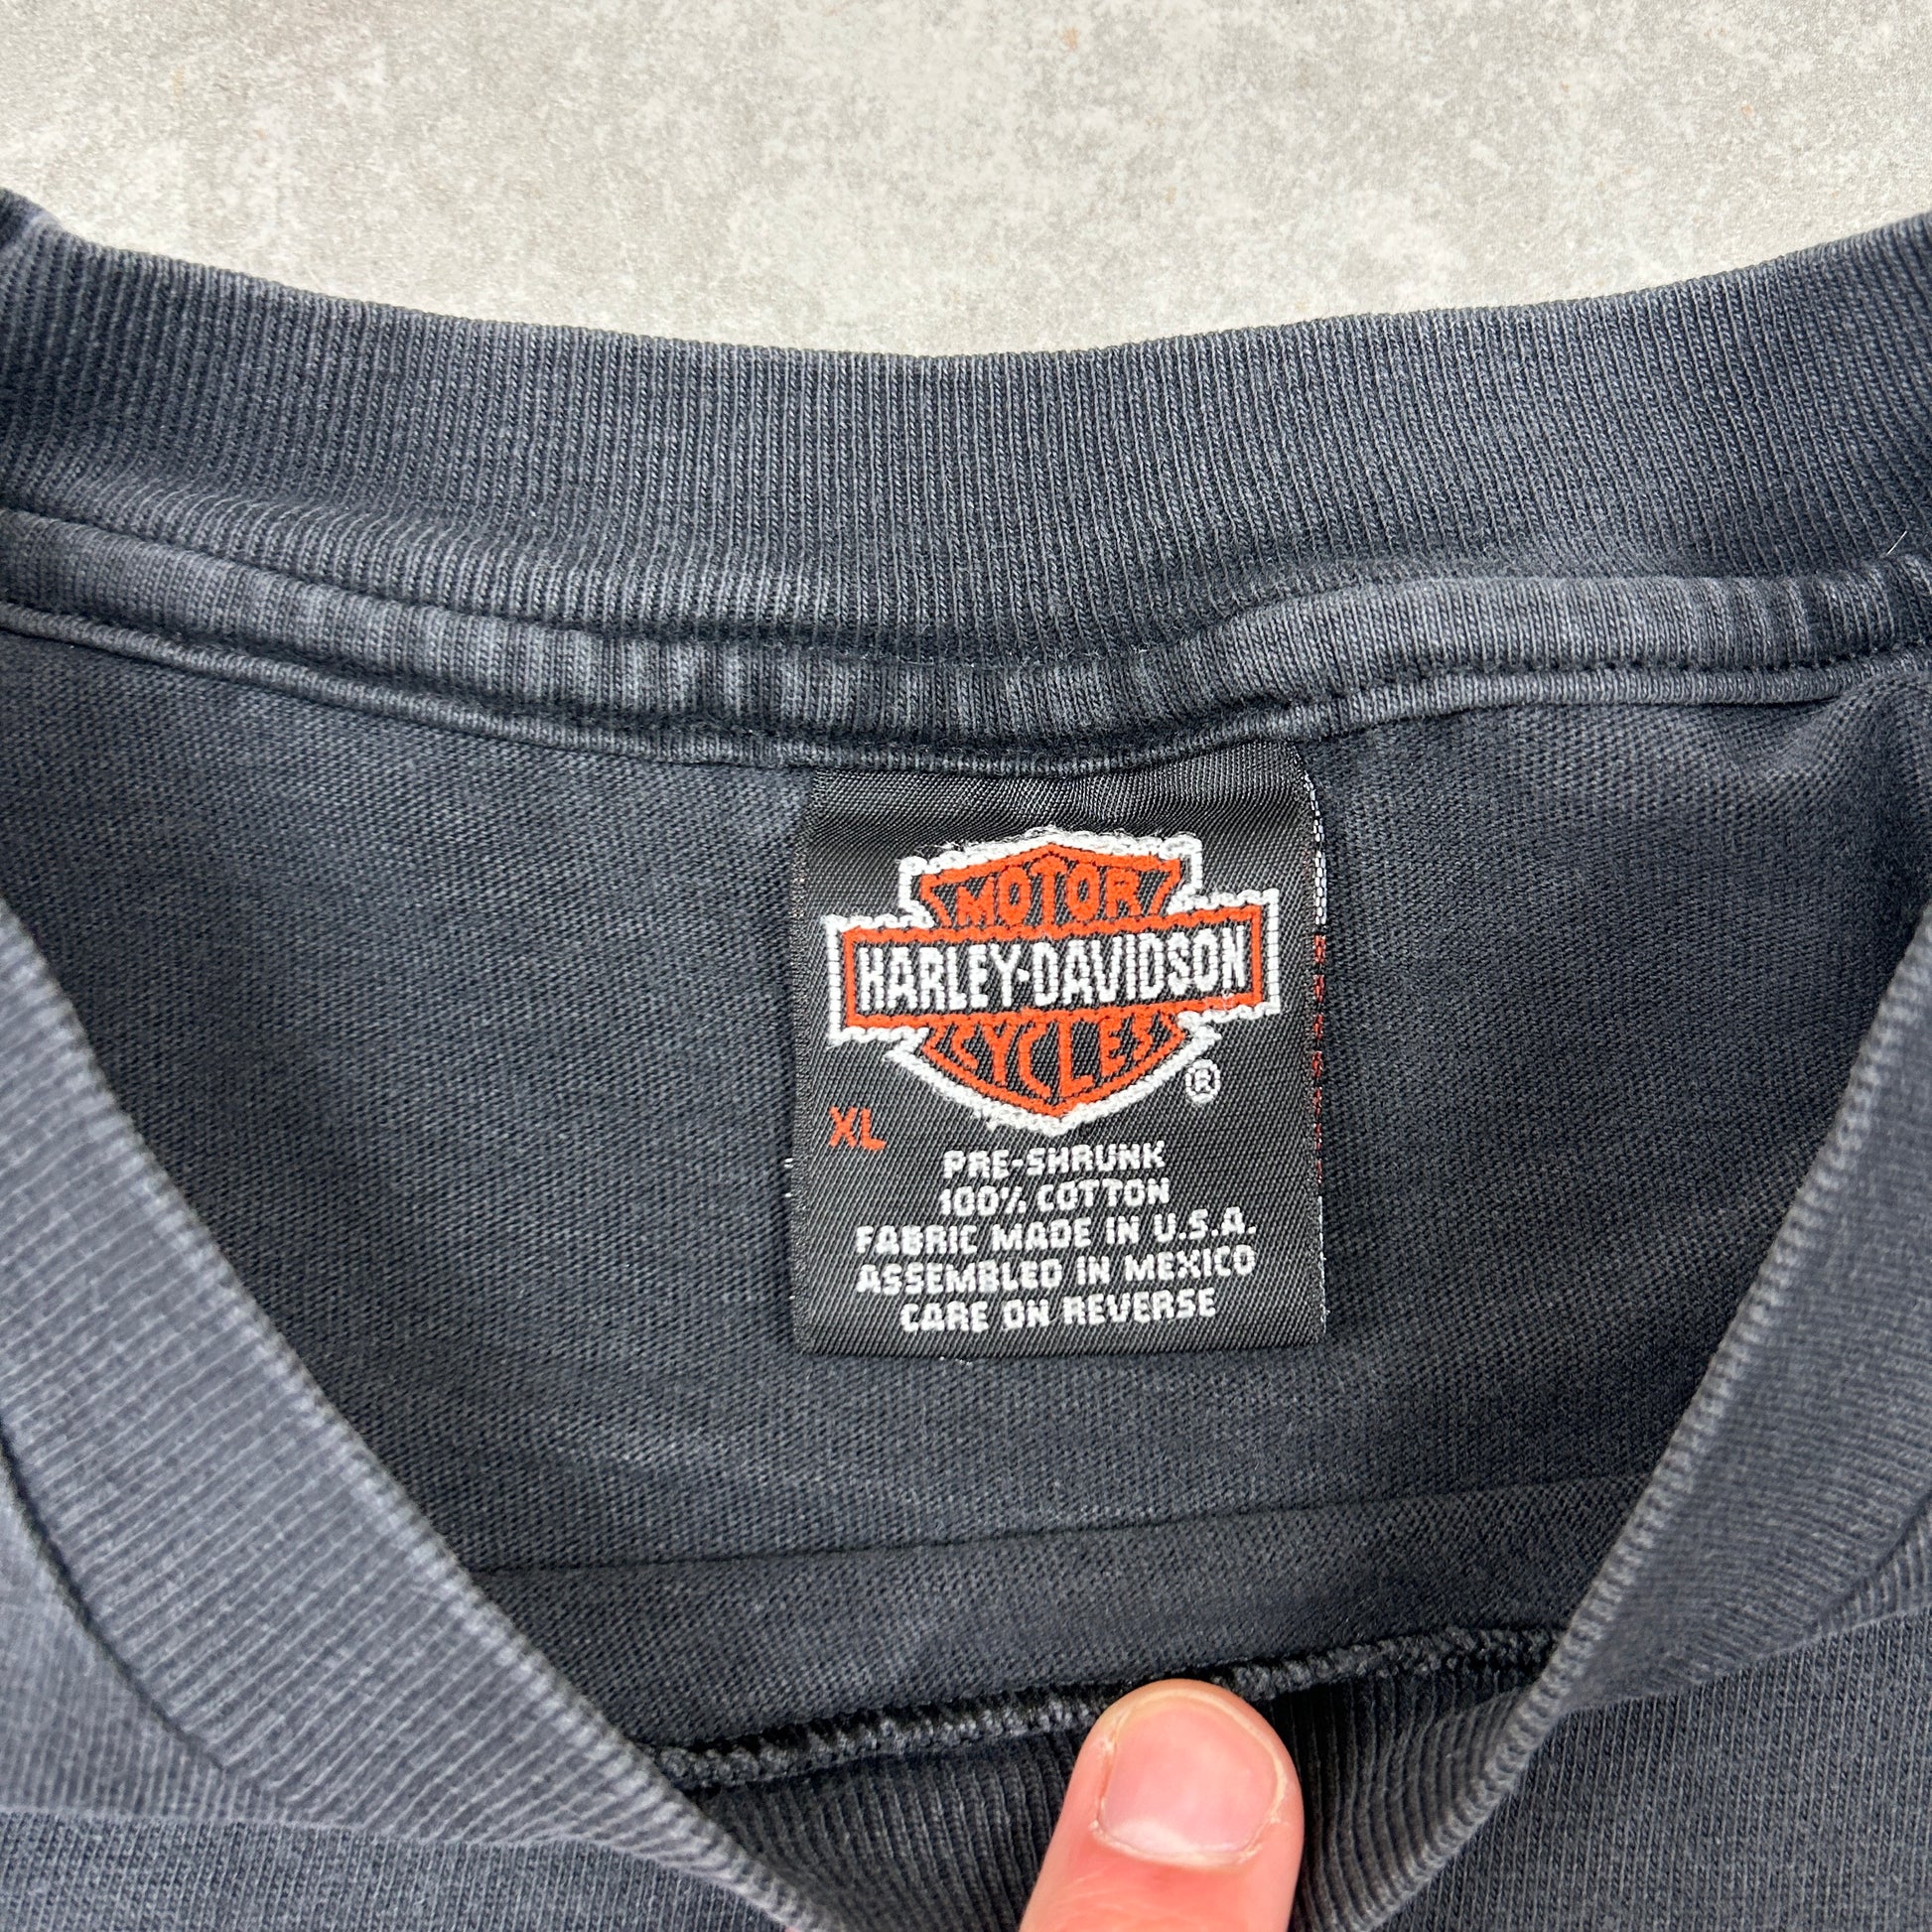 MOTOR
HARLEY-DAVIDSON
CYCLES
®
XL
PRE-SHRUNK
100% COTTON
FABRIC MADE IN U.S.A.
ASSEMBLED IN MEXICO
CARE ON REVERSE